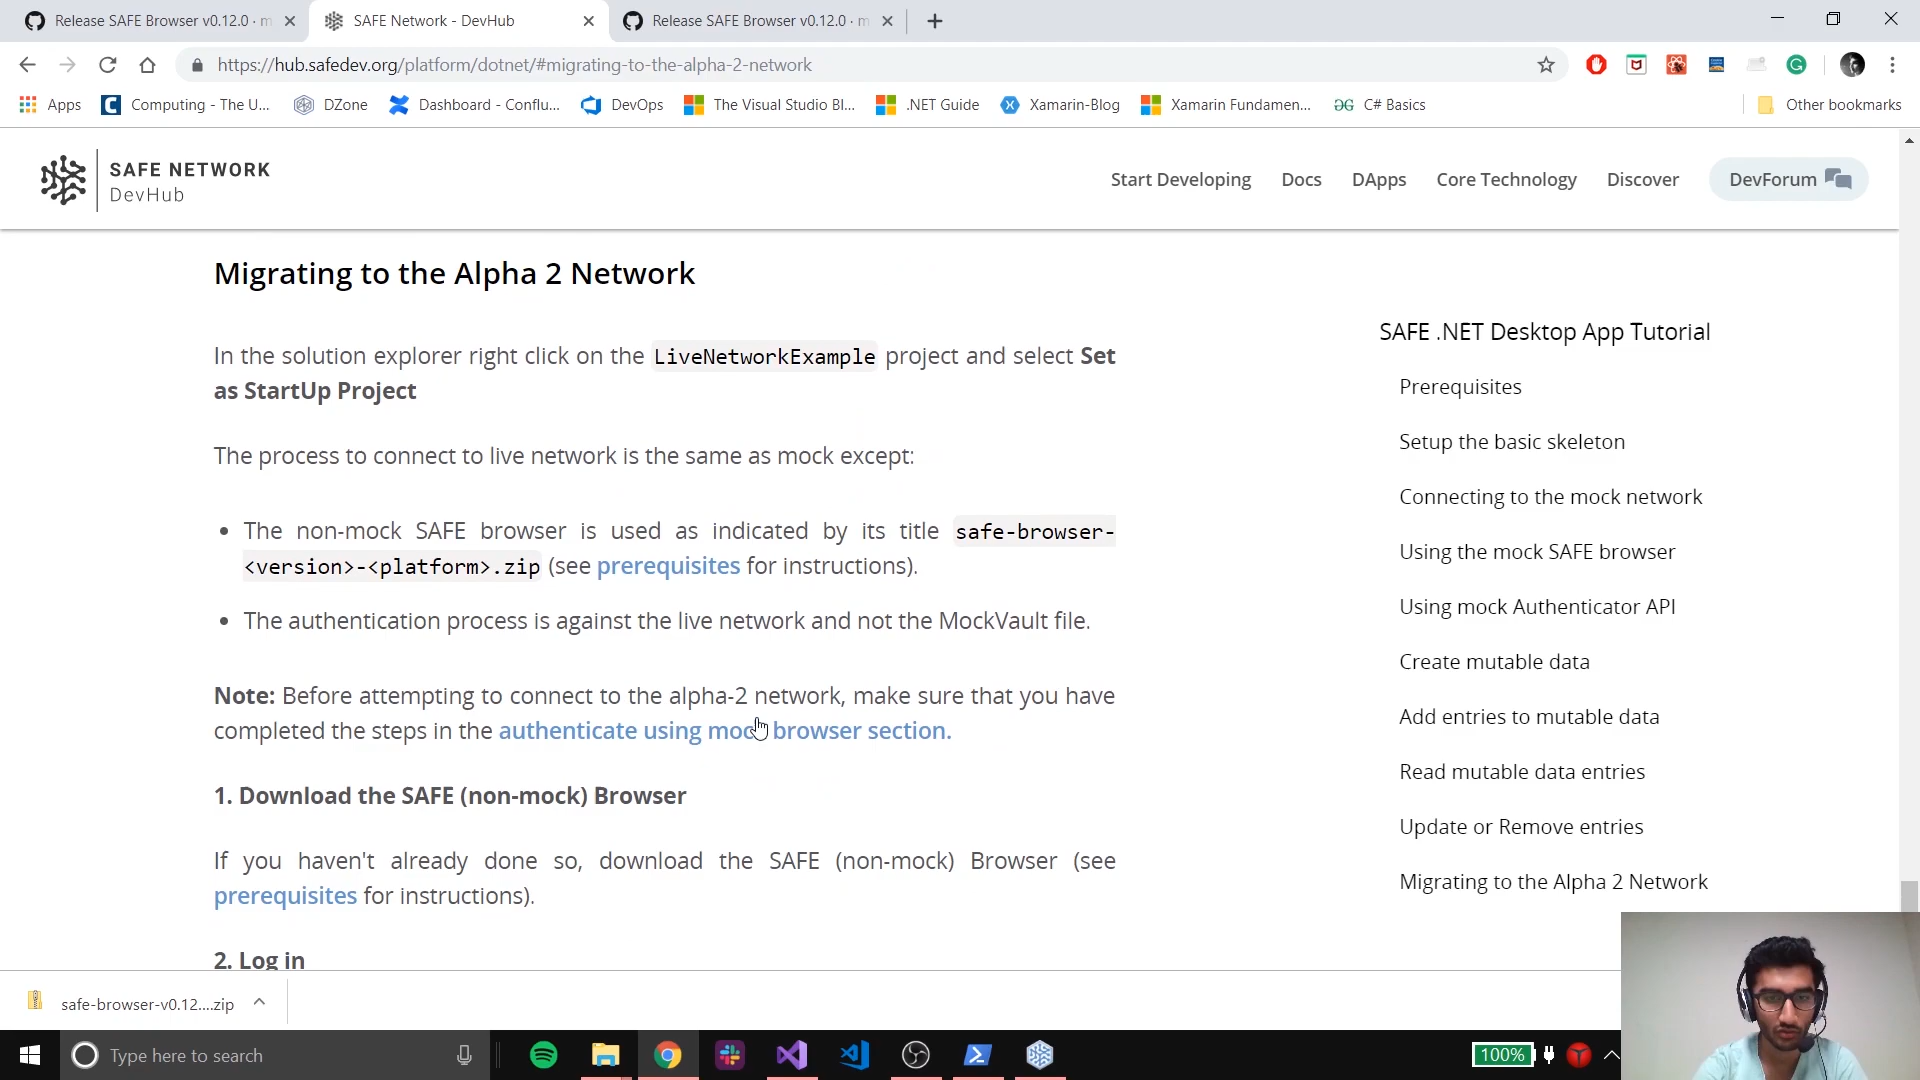 Release SAFE Browser v0.12.0 · m
SAFE Network - DevHub
Release SAFE Browser v0.12.0 · m
https://hub.safedev.org/platform/dotnet/#migrating-to-the-alpha-2-network
Apps
Computing - The U...
DZone
Dashboard - Conflu...
DevOps
The Visual Studio Bl...
.NET Guide
Xamarin-Blog
Xamarin Fundamen...
C# Basics
Other bookmarks
SAFE NETWORK
DevHub
Start Developing
Docs
DApps
Core Technology
Discover
DevForum
Migrating to the Alpha 2 Network
In the solution explorer right click on the LiveNetworkExample project and select Set
as StartUp Project
The process to connect to live network is the same as mock except:
• The non-mock SAFE browser is used as indicated by its title safe-browser-
<version>-<platform>.zip (see prerequisites for instructions).
• The authentication process is against the live network and not the MockVault file.
Note: Before attempting to connect to the alpha-2 network, make sure that you have
completed the steps in the authenticate using mock browser section.
1. Download the SAFE (non-mock) Browser
If you haven't already done so, download the SAFE (non-mock) Browser (see
prerequisites for instructions).
2. Log in
SAFE .NET Desktop App Tutorial
Prerequisites
Setup the basic skeleton
Connecting to the mock network
Using the mock SAFE browser
Using mock Authenticator API
Create mutable data
Add entries to mutable data
Read mutable data entries
Update or Remove entries
Migrating to the Alpha 2 Network
safe-browser-v0.12....zip
Type here to search
100%